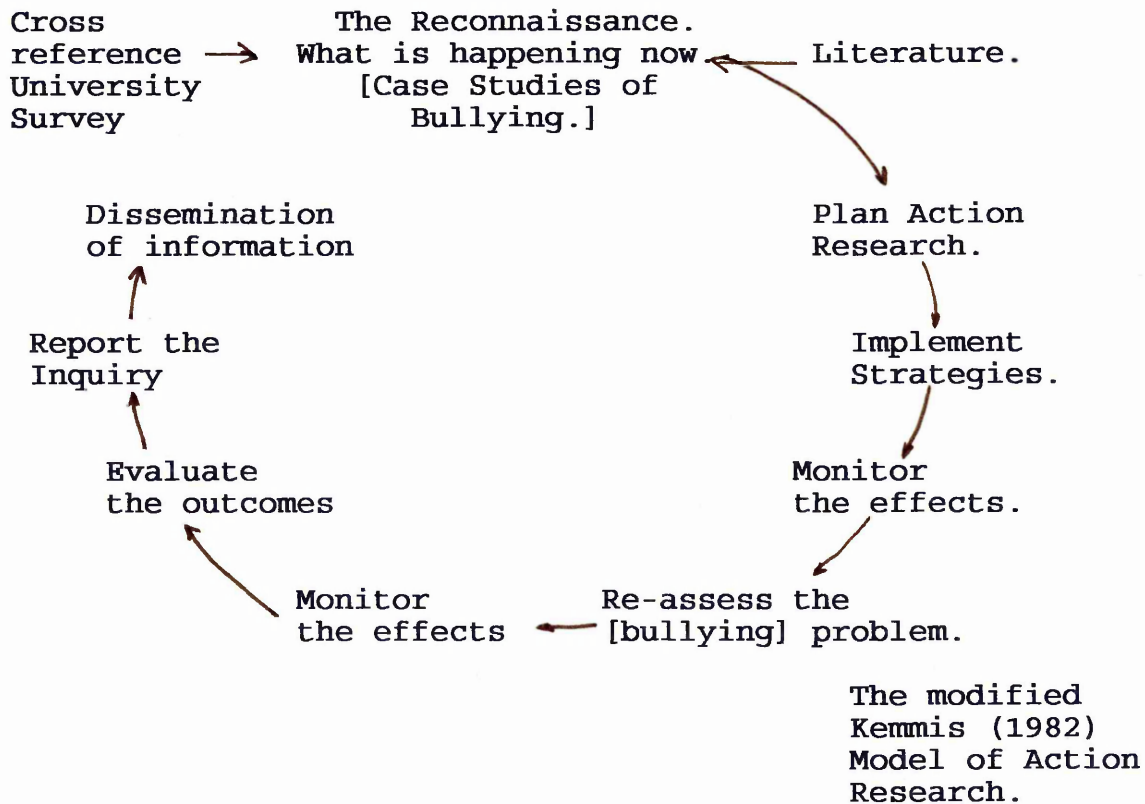 Cross
reference
University
Survey
The Reconnaissance.
What is happening now
[Case Studies of
Bullying.]
Literature.
Plan Action
Research.
Implement
Strategies.
Monitor
the effects.
Re-assess the
[bullying] problem.
Monitor
the effects
Evaluate
the outcomes
Report the
Inquiry
Dissemination
of information
The modified
Kemmis (1982)
Model of Action
Research.